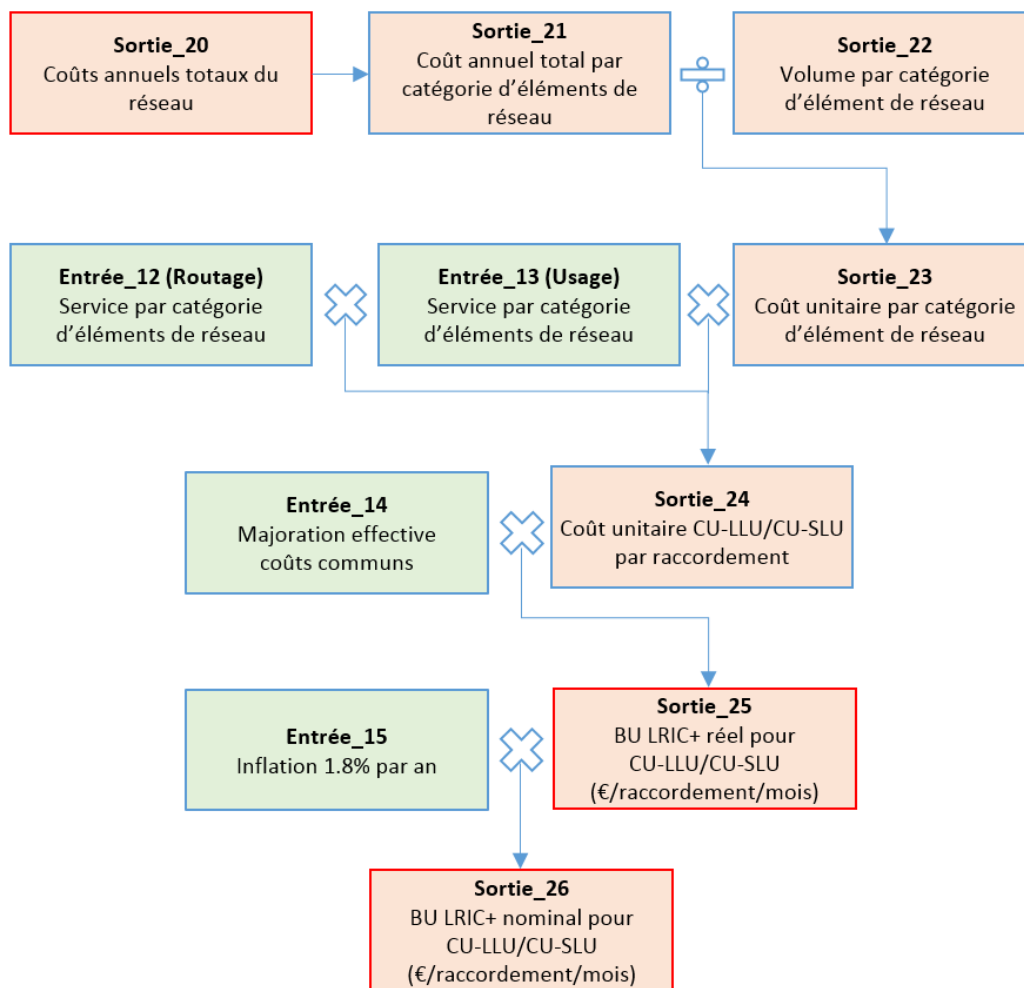 Sortie_20
Coûts annuels totaux du
réseau
Sortie_21
Coût annuel total par
catégorie d’éléments de
réseau
Sortie_22
Volume par catégorie
d’élément de réseau
Entrée_12 (Routage)
Service par catégorie
d’éléments de réseau
Entrée_13 (Usage)
Service par catégorie
d’éléments de réseau
Sortie_23
Coût unitaire par catégorie
d’élément de réseau
Entrée_14
Majoration effective
coûts communs
Sortie_24
Coût unitaire CU-LLU/CU-SLU
par raccordement
Entrée_15
Inflation 1.8% par an
Sortie_25
BU LRIC+ réel pour
CU-LLU/CU-SLU
(€/raccordement/mois)
Sortie_26
BU LRIC+ nominal pour
CU-LLU/CU-SLU
(€/raccordement/mois)